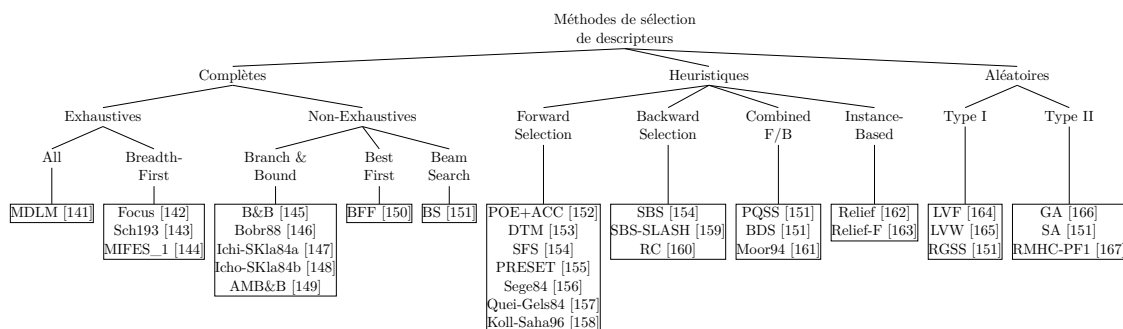 Méthodes de sélection
de descripteurs
Complètes
Heuristiques
Aléatoires
Exhaustives
Non-Exhaustives
Forward
Selection
Backward
Selection
Combined
F/B
Instance-
Based
Type I
Type II
All
Breadth-
First
Branch &
Bound
Best
First
Beam
Search
MDLM [141]
Focus [142]
Sch193 [143]
MIFES_1 [144]
B&B [145]
Bobr88 [146]
Ichi-SKla84a [147]
Icho-SKla84b [148]
AMB&B [149]
BFF [150]
BS [151]
POE+ACC [152]
DTM [153]
SFS [154]
PRESET [155]
Sege84 [156]
Quei-Gels84 [157]
Koll-Saha96 [158]
SBS [154]
SBS-SLASH [159]
RC [160]
PQSS [151]
BDS [151]
Moor94 [161]
Relief [162]
Relief-F [163]
LVF [164]
LVW [165]
RGSS [151]
GA [166]
SA [151]
RMHC-PF1 [167]